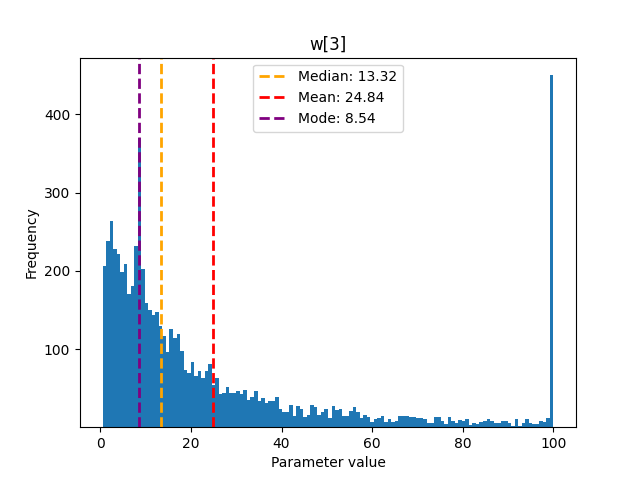 w[3]
Median: 13.32
Mean: 24.84
Mode: 8.54
Frequency
400
300
200
100
0 20 40 60 80 100
Parameter value